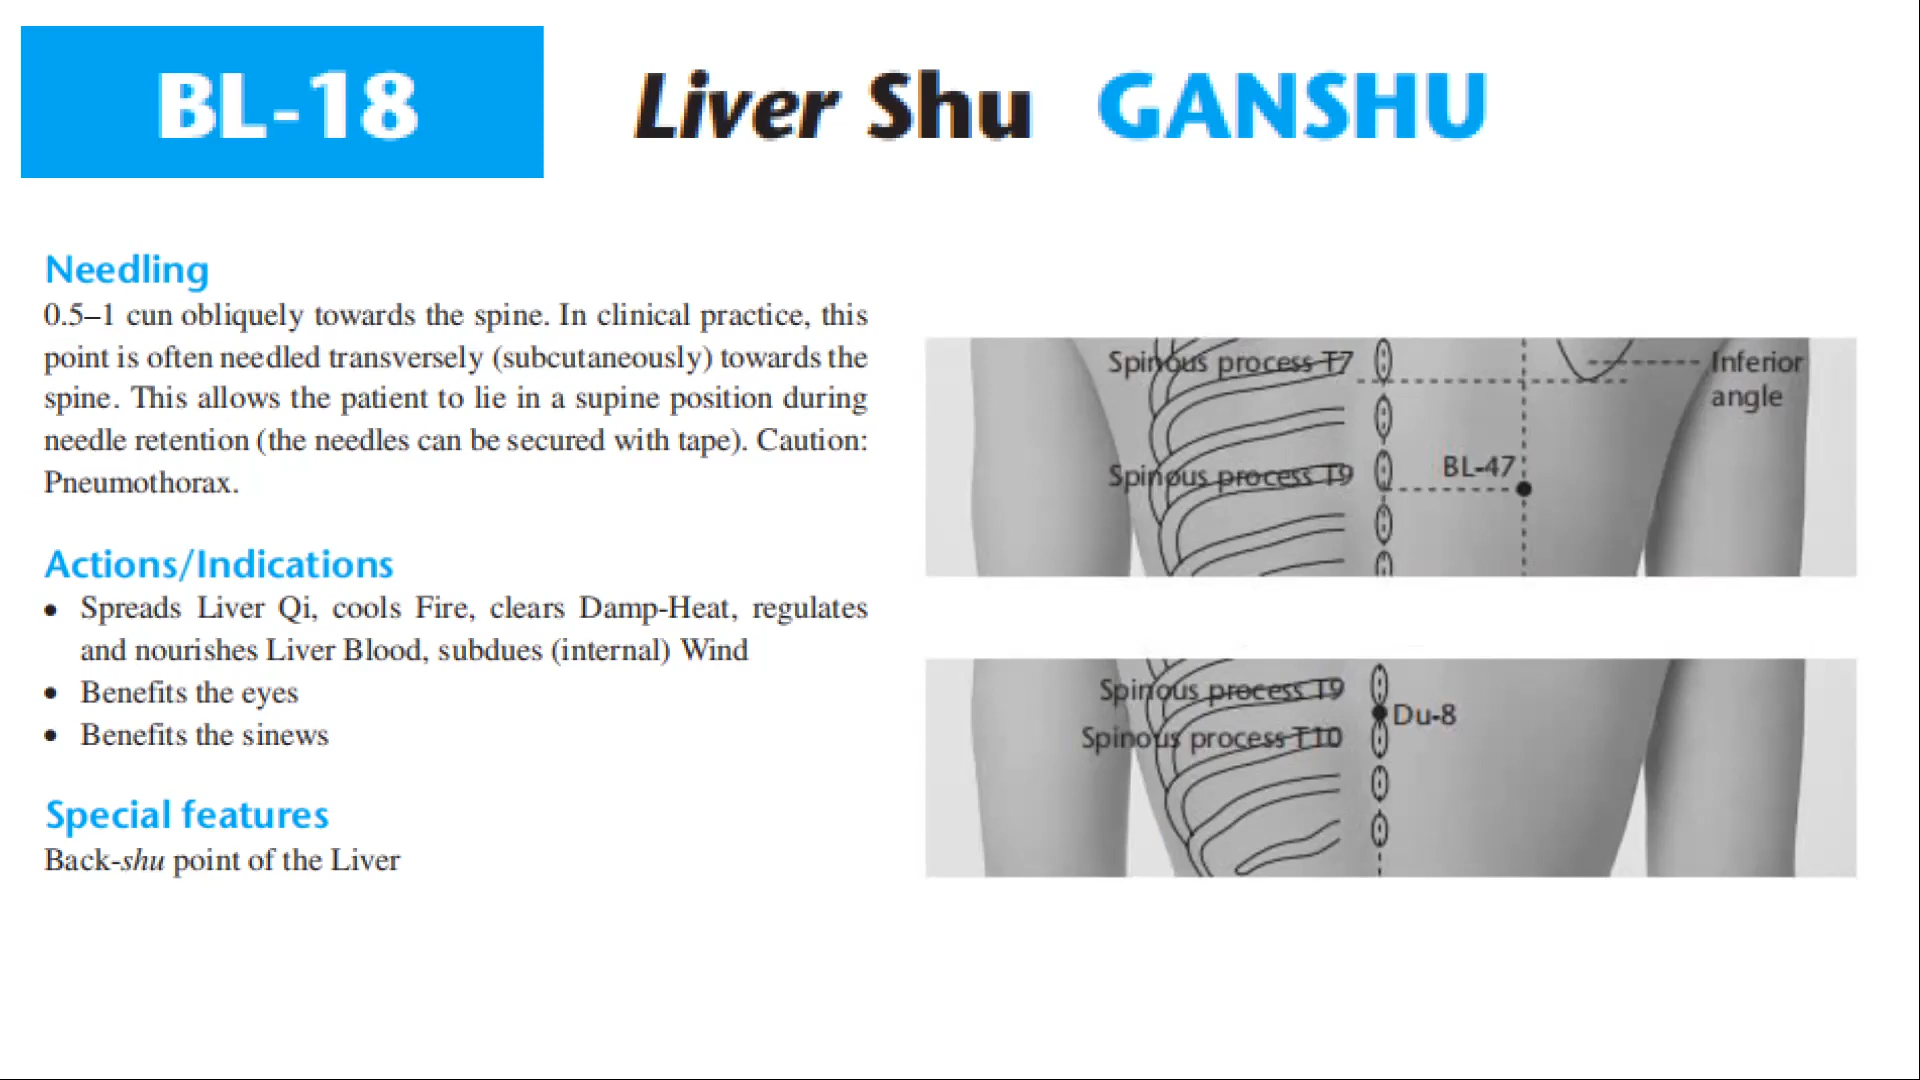 BL-18
Liver Shu GANSHU
Needling
0.5–1 cun obliquely towards the spine. In clinical practice, this
point is often needled transversely (subcutaneously) towards the
spine. This allows the patient to lie in a supine position during
needle retention (the needles can be secured with tape). Caution:
Pneumothorax.
Actions/Indications
• Spreads Liver Qi, cools Fire, clears Damp-Heat, regulates
and nourishes Liver Blood, subdues (internal) Wind
• Benefits the eyes
• Benefits the sinews
Special features
Back-shu point of the Liver
Spinous process T7
Inferior
angle
Spinous process T9
BL-47
Spinous process T9
Du-8
Spinous process T10